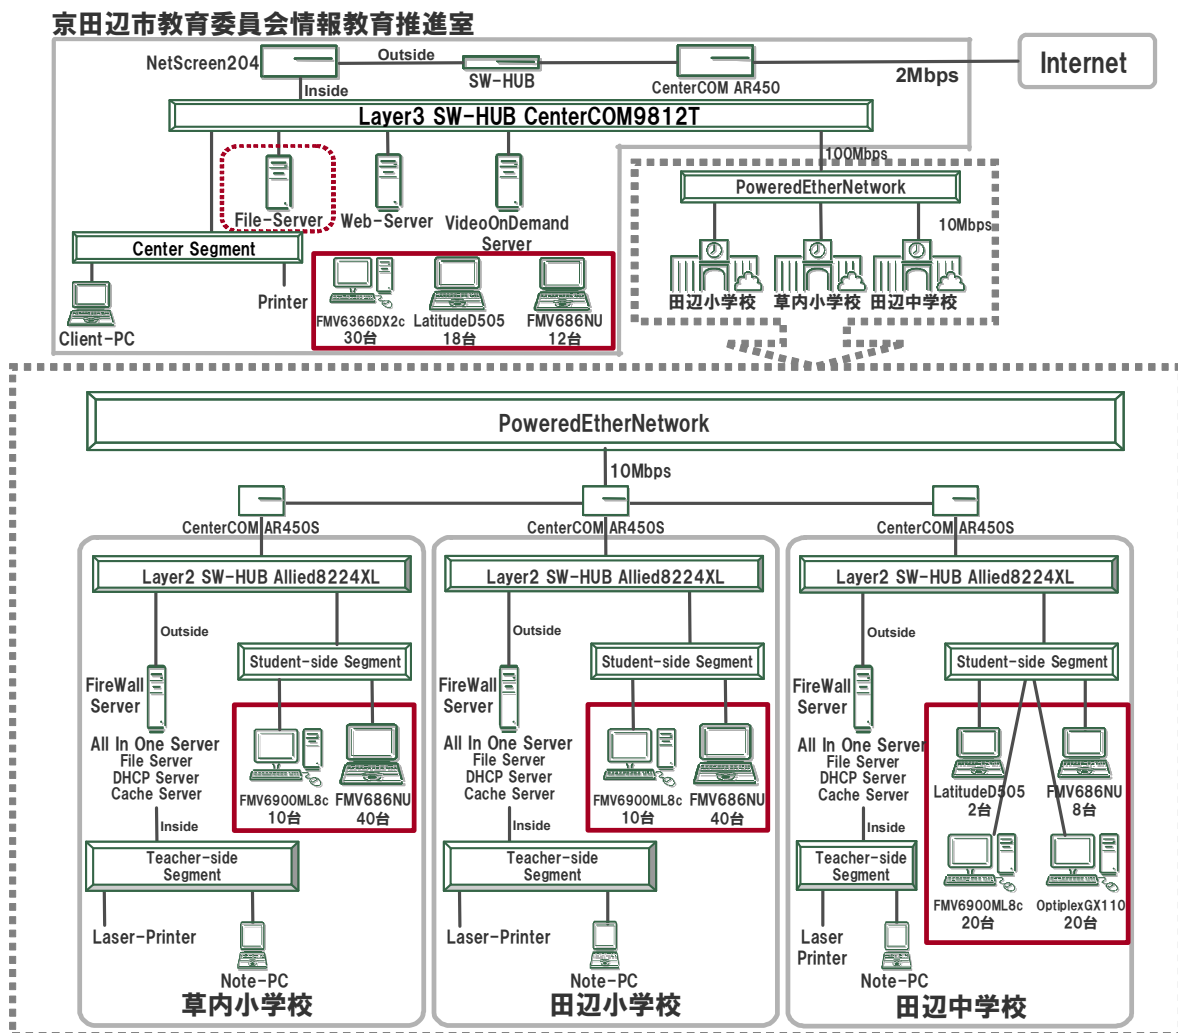 京田辺市教育委員会情報教育推進室
NetScreen204
Outside
SW-HUB
CenterCOM AR450
2Mbps
Internet
Inside
Layer3 SW-HUB CenterCOM9812T
100Mbps
PoweredEtherNetwork
10Mbps
File-Server
Web-Server
VideoOnDemand
Server
Center Segment
Client-PC
Printer
FMV6366DX2c
30台
LatitudeD505
18台
FMV686NU
12台
田辺小学校
草内小学校
田辺中学校
PoweredEtherNetwork
10Mbps
CenterCOM AR450S
CenterCOM AR450S
CenterCOM AR450S
Layer2 SW-HUB Allied8224XL
Outside
Student-side Segment
FireWall
Server
All In One Server
File Server
DHCP Server
Cache Server
FMV6900ML8c
10台
FMV686NU
40台
Inside
Teacher-side
Segment
Laser-Printer
Note-PC
草内小学校
Layer2 SW-HUB Allied8224XL
Outside
Student-side Segment
FireWall
Server
All In One Server
File Server
DHCP Server
Cache Server
FMV6900ML8c
10台
FMV686NU
40台
Inside
Teacher-side
Segment
Laser-Printer
Note-PC
田辺小学校
Layer2 SW-HUB Allied8224XL
Outside
Student-side Segment
FireWall
Server
All In One Server
File Server
DHCP Server
Cache Server
LatitudeD505
2台
FMV686NU
8台
FMV6900ML8c
20台
OptiplexGX110
20台
Inside
Teacher-side
Segment
Laser
Printer
Note-PC
田辺中学校